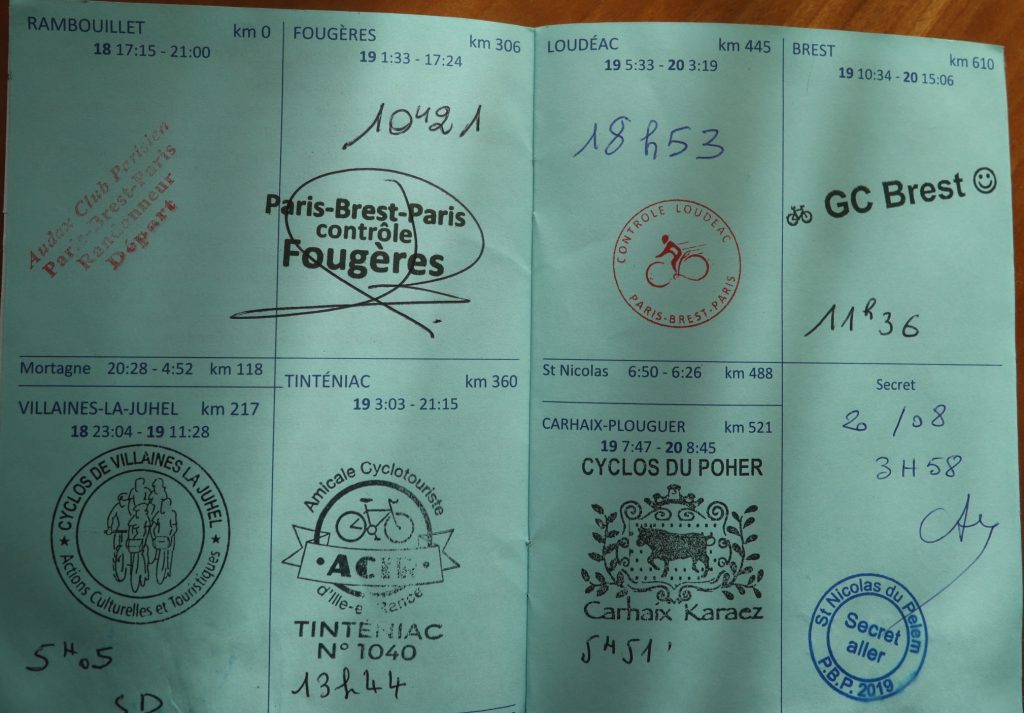 RAMBOUILLET km 0
18 17:15 - 21:00
Audax Club Parisien
Paris-Brest-Paris
Randonneur
Départ
Mortagne 20:28 - 4:52 km 118
VILLAINES-LA-JUHEL km 217
18 23:04 - 19 11:28
CYCLOS DE VILLAINES LA JUHEL
Actions Culturelles et Touristiques
5H05
SD
FOUGÈRES km 306
19 1:33 - 17:24
10H21
Paris-Brest-Paris
contrôle
Fougères
TINTÉNIAC km 360
19 3:03 - 21:15
Amicale Cyclotouriste
d'Ille-e Rance
TINTÉNIAC
N° 1040
13h44
LOUDÉAC km 445
19 5:33 - 20 3:19
18h53
CONTROLE LOUDEAC
PARIS-BREST-PARIS
St Nicolas 6:50 - 6:26 km 488
CARHAIX-PLOUGUER km 521
19 7:47 - 20 8:45
CYCLOS DU POHER
Carhaix Karaez
5H51
BREST km 610
19 10:34 - 20 15:06
GC Brest
11h36
Secret
20/08
3H58
St Nicolas du Pelem
Secret
aller
P.B.P. 2019